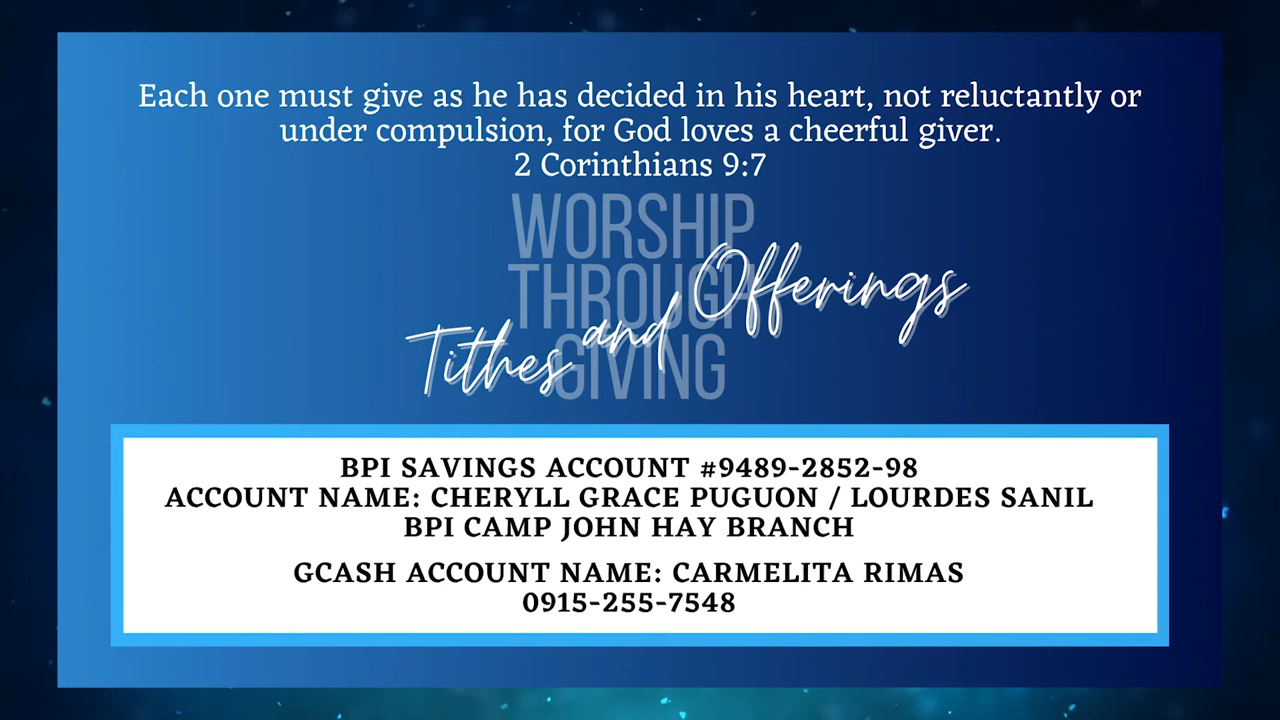 Each one must give as he has decided in his heart, not reluctantly or
under compulsion, for God loves a cheerful giver.
2 Corinthians 9:7
WORSHIP
THROUGH
GIVING
Tithes and Offerings
BPI SAVINGS ACCOUNT #9489-2852-98
ACCOUNT NAME: CHERYLL GRACE PUGUON / LOURDES SANIL
BPI CAMP JOHN HAY BRANCH
GCASH ACCOUNT NAME: CARMELITA RIMAS
0915-255-7548